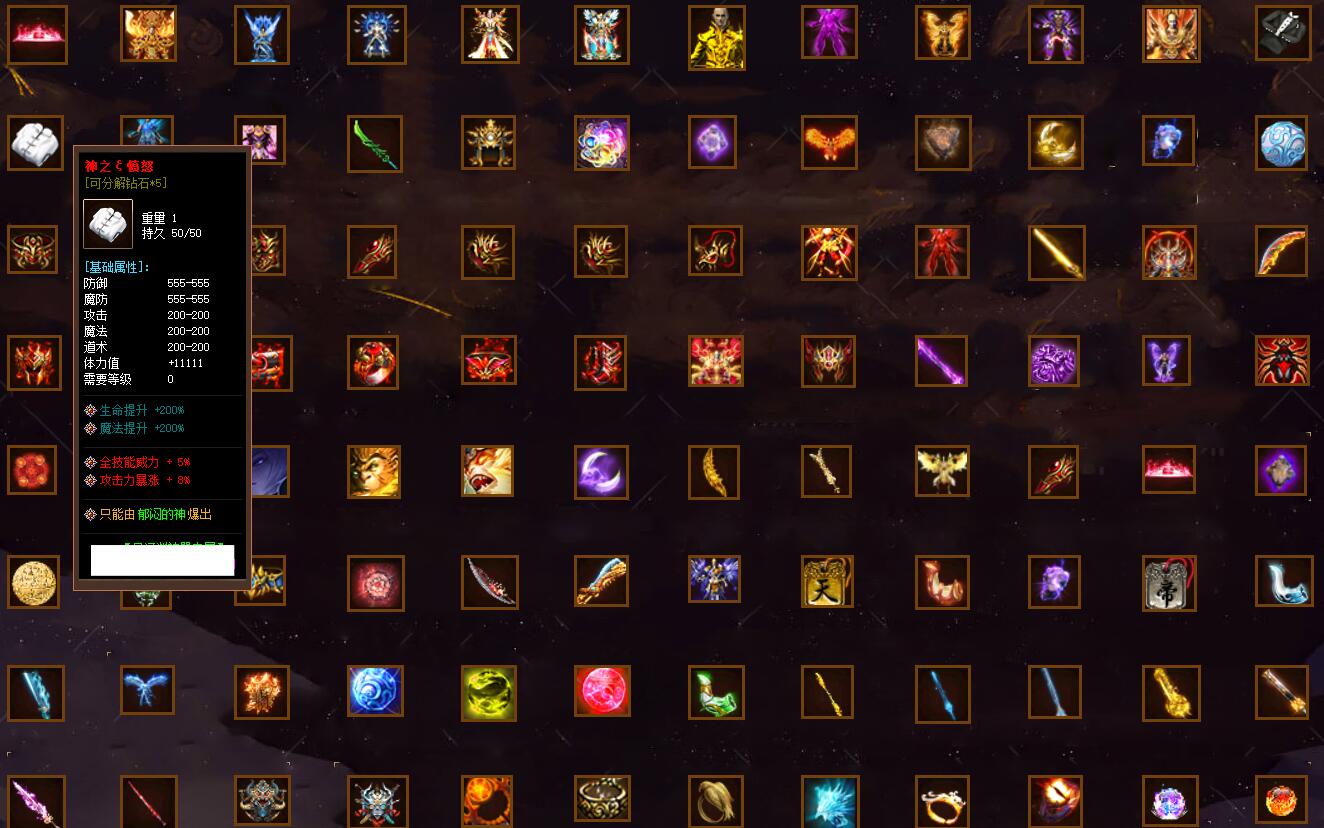 神之ξ愤怒
[可分解钻石*5]
重量 1
持久 50/50
[基础属性]:
防御 555-555
魔防 555-555
攻击 200-200
魔法 200-200
道术 200-200
体力值 +11111
需要等级 0
生命提升 +200%
魔法提升 +200%
全技能威力 + 5%
攻击力暴涨 + 8%
只能由郁闷的神爆出
天
帝